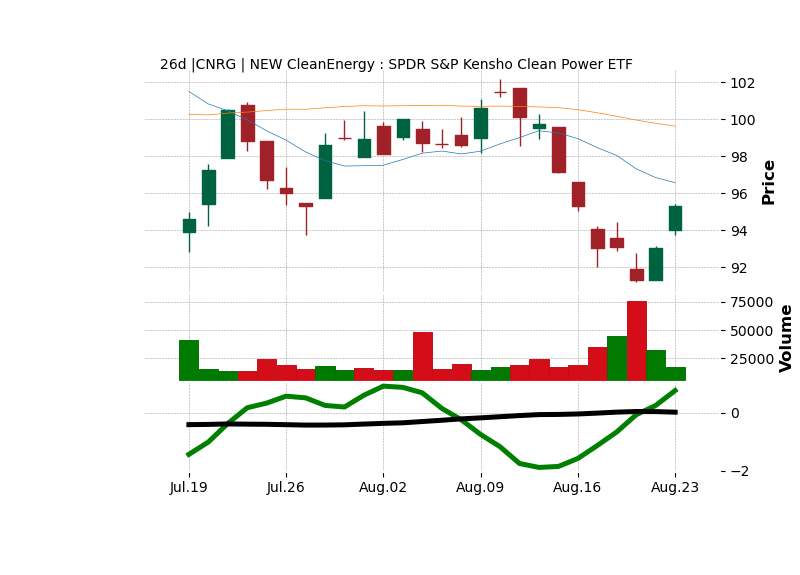 26d |CNRG | NEW CleanEnergy : SPDR S&P Kensho Clean Power ETF
102
100
98
96
94
92
Price
75000
50000
25000
Volume
0
−2
Jul.19 Jul.26 Aug.02 Aug.09 Aug.16 Aug.23